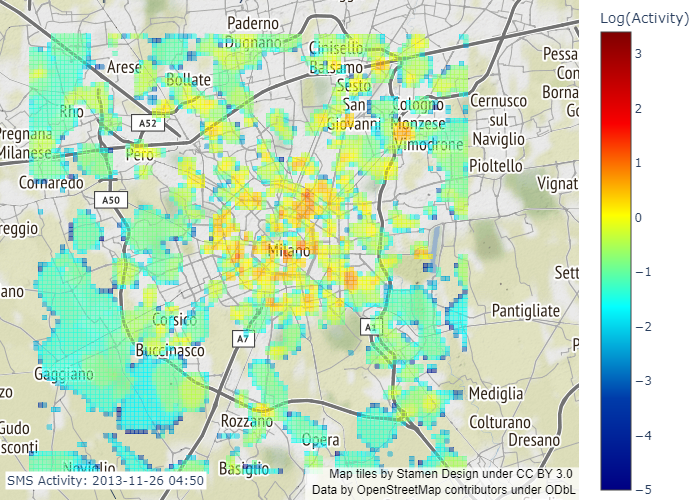 Log(Activity)
Paderno
Dugnano
Cinisello
Balsamo
Arese
Bollate
Sesto
San
Giovanni
Cologno
Monzese
Vimodrone
Cernusco
sul
Naviglio
Pioltello
Pessa
Con
Borna
Go
Rho
A52
Pregnana
Milanese
Pero
Cornaredo
Vignat
A50
reggio
Milano
Sett
ano
Pantigliate
Corsico
A7
A1
Buccinasco
P
Gaggiano
zo
Mediglia
Rozzano
Colturano
Gudo
sconti
Opera
Dresano
Noviglio
Basiglio
SMS Activity: 2013-11-26 04:50
Map tiles by Stamen Design under CC BY 3.0
Data by OpenStreetMap contributors under ODbL
3
2
1
0
−1
−2
−3
−4
−5